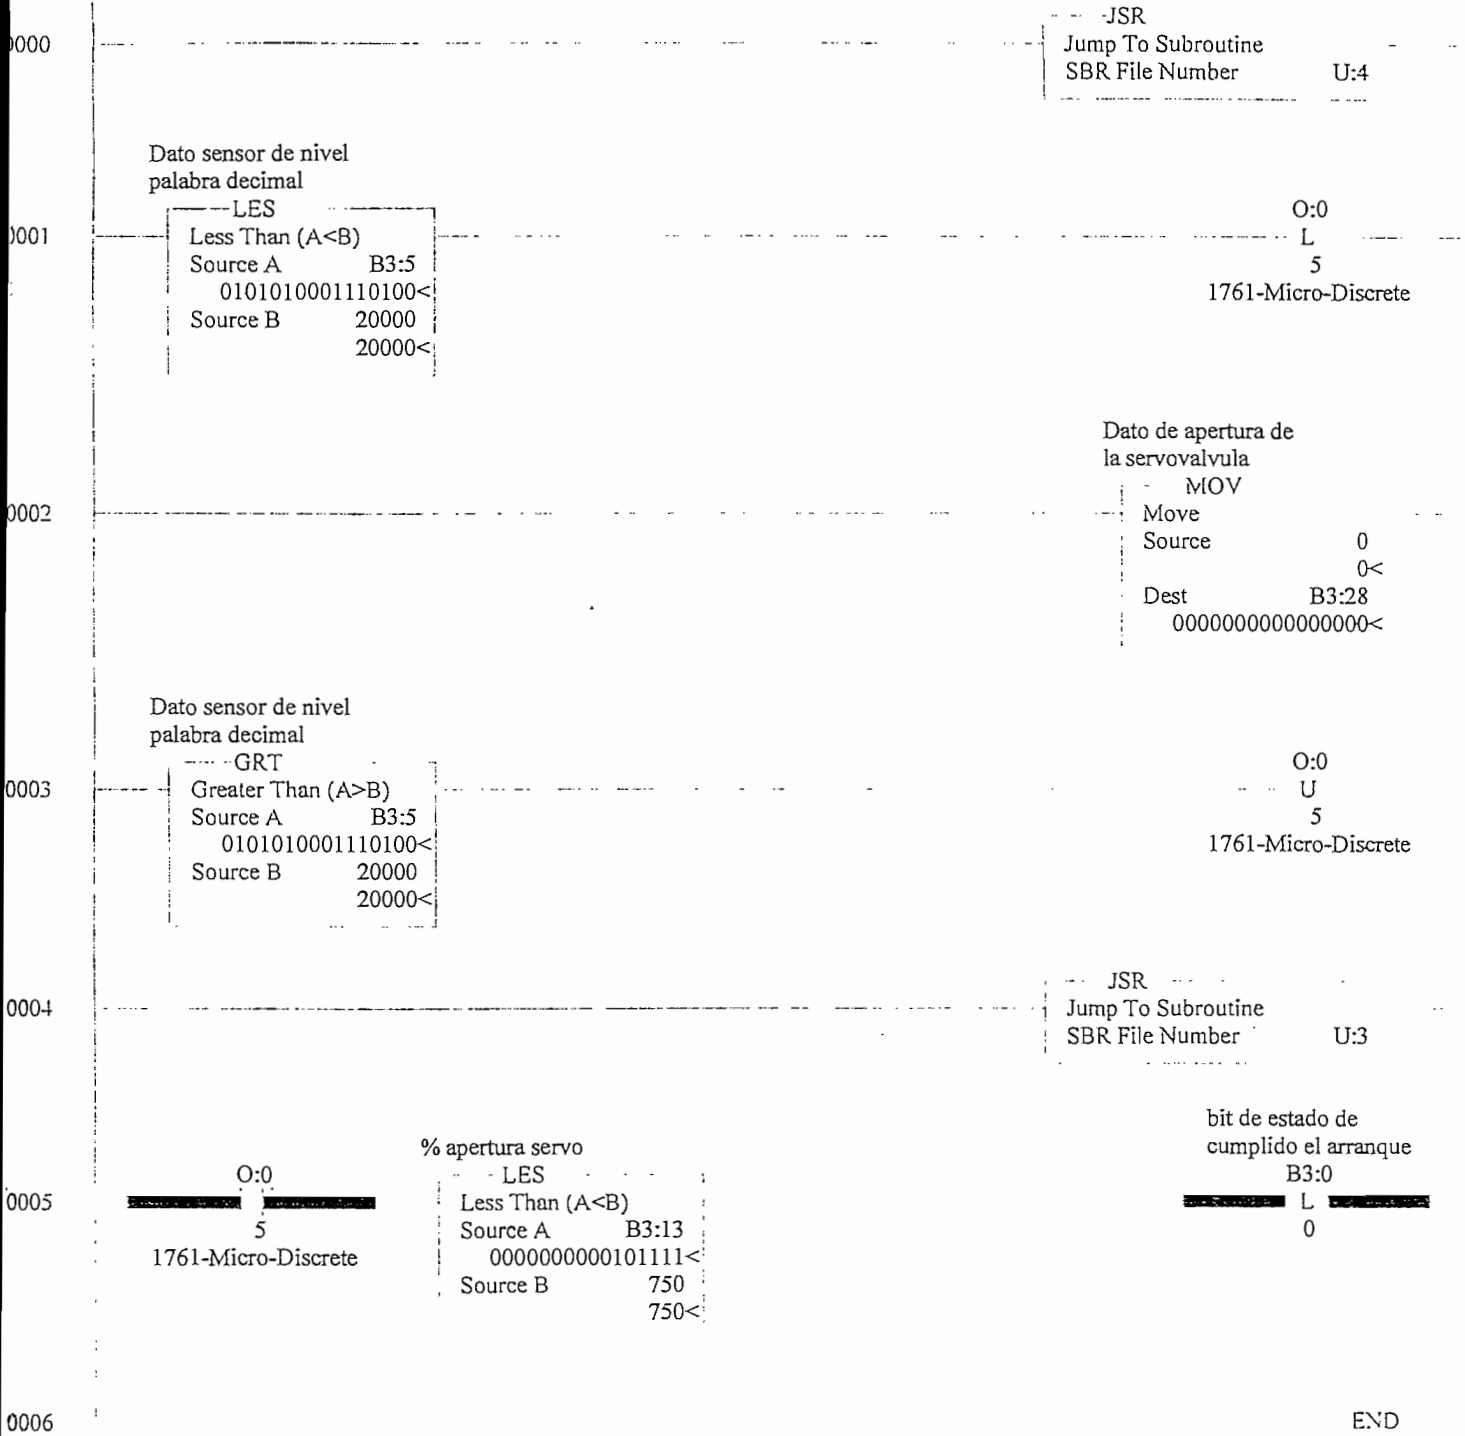 JSR
0000
Jump To Subroutine
SBR File Number U:4
Dato sensor de nivel
palabra decimal
LES
O:0
0001
Less Than (A<B)
L
Source A B3:5
5
0101010001110100<
1761-Micro-Discrete
Source B 20000
20000<
Dato de apertura de
la servovalvula
MOV
0002
Move
Source 0
0<
Dest B3:28
0000000000000000<
Dato sensor de nivel
palabra decimal
GRT
O:0
0003
Greater Than (A>B)
U
Source A B3:5
5
0101010001110100<
1761-Micro-Discrete
Source B 20000
20000<
JSR
0004
Jump To Subroutine
SBR File Number U:3
bit de estado de
cumplido el arranque
% apertura servo
O:0
LES
B3:0
0005
Less Than (A<B)
L
5
Source A B3:13
0
1761-Micro-Discrete
0000000000101111<
Source B 750
750<
0006
END